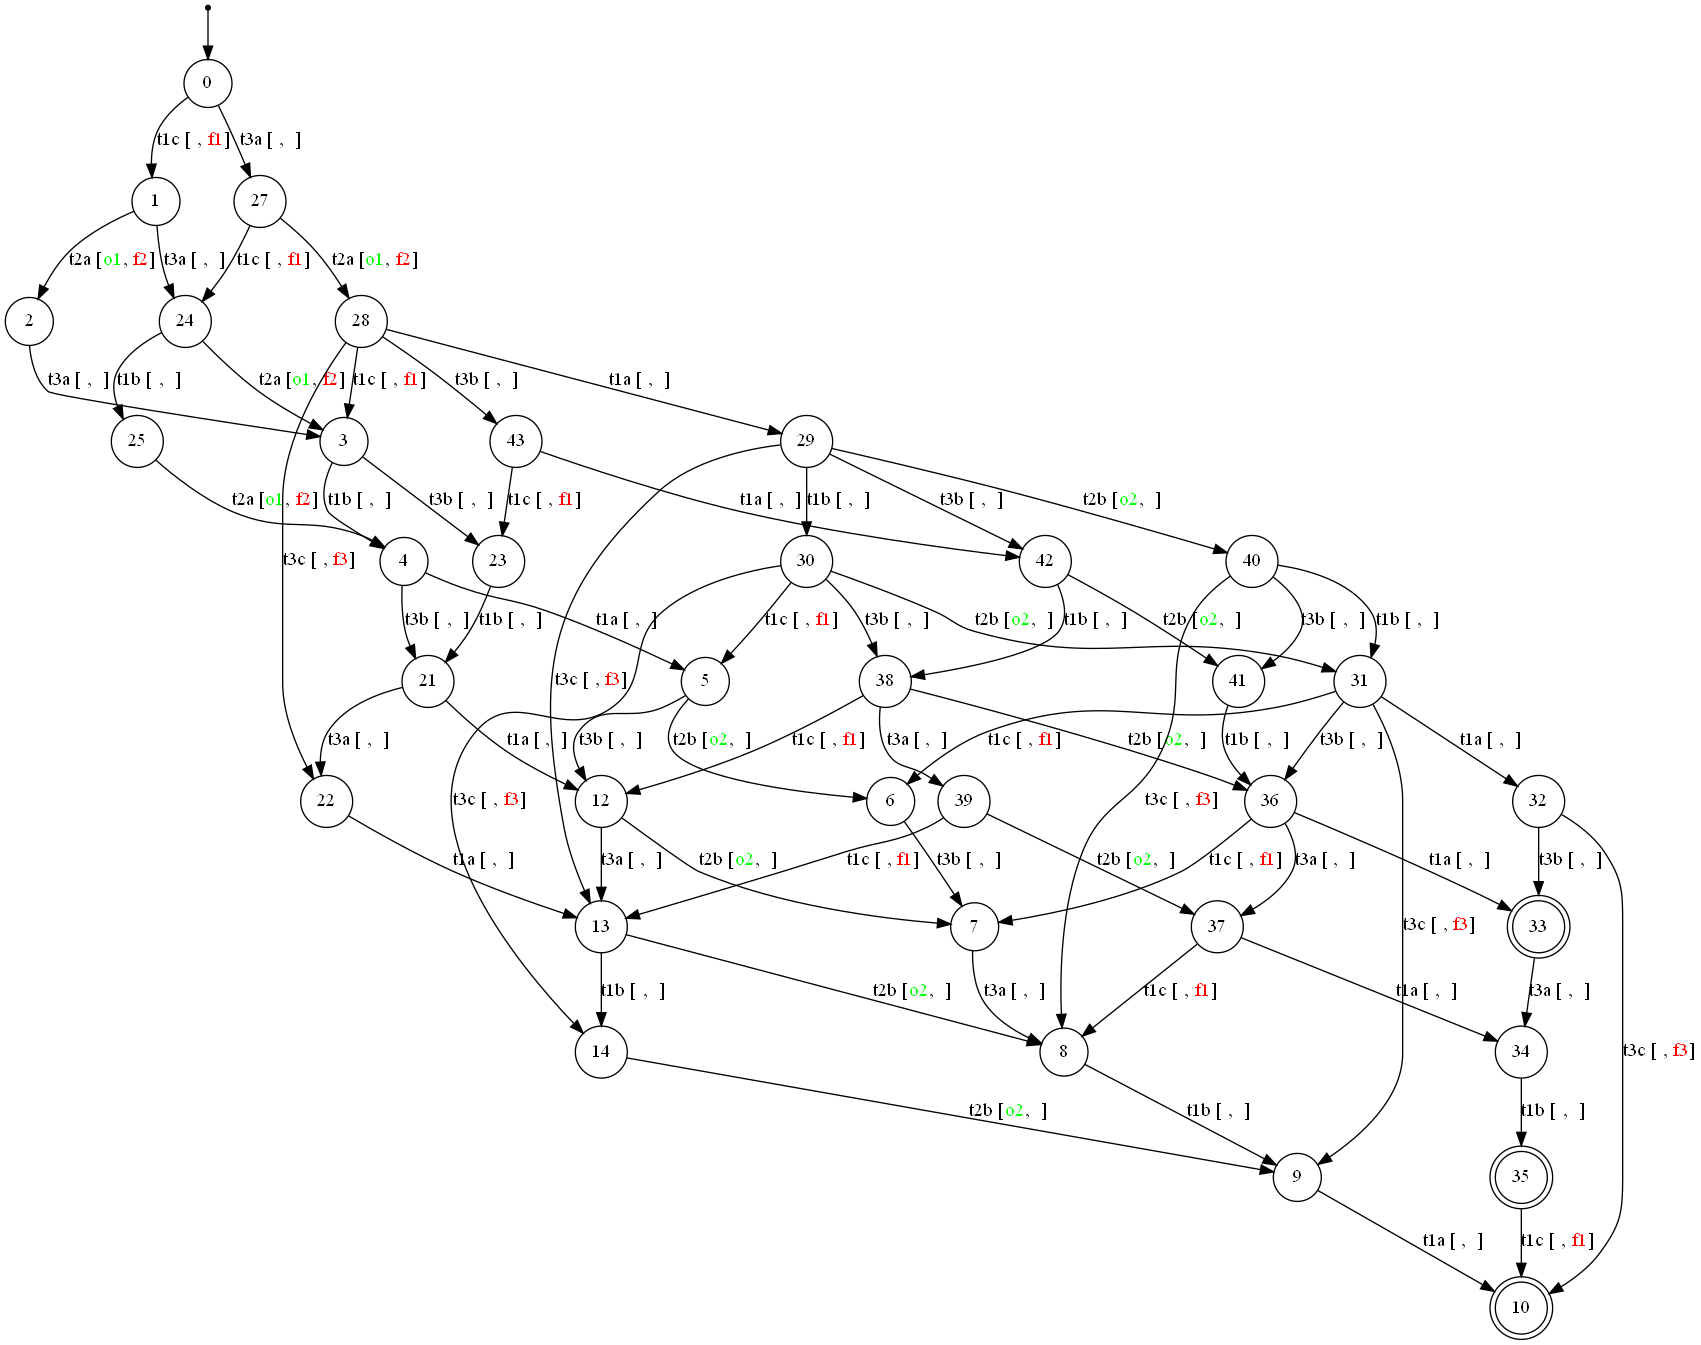 0
t1c [ , f1]
t3a [ , ]
1
27
t2a [o1, f2]
t3a [ , ]
t1c [ , f1]
t2a [o1, f2]
2
24
28
t3a [ , ]
t1b [ , ]
t2a [o1, f2]
t1c [ , f1]
t3b [ , ]
t1a [ , ]
25
3
43
29
t2a [o1, f2]
t1b [ , ]
t3b [ , ]
t1c [ , f1]
t1a [ , ]
t1b [ , ]
t3b [ , ]
t2b [o2, ]
t3c [ , f3]
4
23
30
42
40
t3b [ , ]
t1b [ , ]
t1a [ , ]
t1c [ , f1]
t3b [ , ]
t2b [o2, ]
t1b [ , ]
t2b [o2, ]
t3b [ , ]
t1b [ , ]
21
t3c [ , f3]
5
38
41
31
t3a [ , ]
t1a [ , ]
t3b [ , ]
t2b [o2, ]
t1c [ , f1]
t3a [ , ]
t1c [ , f1]
t2b [o2, ]
t1b [ , ]
t3b [ , ]
t1a [ , ]
22
t3c [ , f3]
12
6
39
t3c [ , f3]
36
32
t1a [ , ]
t3a [ , ]
t2b [o2, ]
t1c [ , f1]
t3b [ , ]
t2b [o2, ]
t1c [ , f1]
t3a [ , ]
t1a [ , ]
t3b [ , ]
13
7
37
t3c [ , f3]
33
t1b [ , ]
t2b [o2, ]
t3a [ , ]
t1c [ , f1]
t1a [ , ]
t3a [ , ]
14
8
34
t3c [ , f3]
t2b [o2, ]
t1b [ , ]
t1b [ , ]
9
35
t1a [ , ]
t1c [ , f1]
10